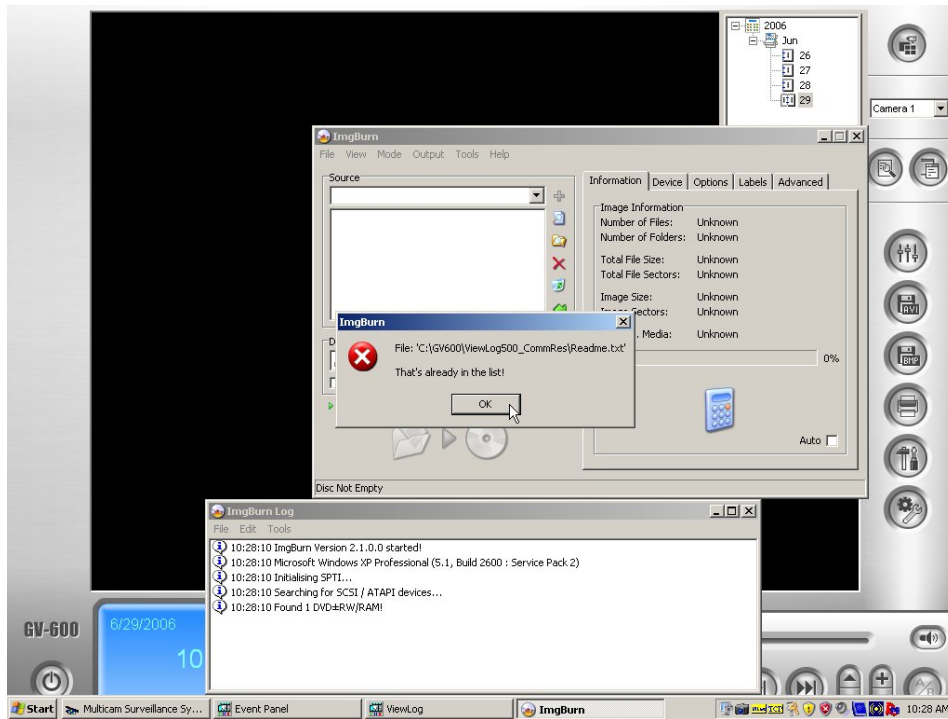 2006
Jun
26
27
28
29
Camera 1
ImgBurn
File View Mode Output Tools Help
Source
Information Device Options Labels Advanced
Image Information
Number of Files: Unknown
Number of Folders: Unknown
Total File Size: Unknown
Total File Sectors: Unknown
Image Size: Unknown
Sectors: Unknown
. Media: Unknown
0%
Auto
Disc Not Empty
ImgBurn
File: 'C:\GV600\ViewLog500_CommRes\Readme.txt'
That's already in the list!
OK
ImgBurn Log
File Edit Tools
10:28:10 ImgBurn Version 2.1.0.0 started!
10:28:10 Microsoft Windows XP Professional (5.1, Build 2600 : Service Pack 2)
10:28:10 Initialising SPTI...
10:28:10 Searching for SCSI / ATAPI devices...
10:28:10 Found 1 DVD±RW/RAM!
AVI
BMP
GV-600
6/29/2006
10
A/B
Start
Multicam Surveillance Sy...
Event Panel
ViewLog
ImgBurn
10:28 AM